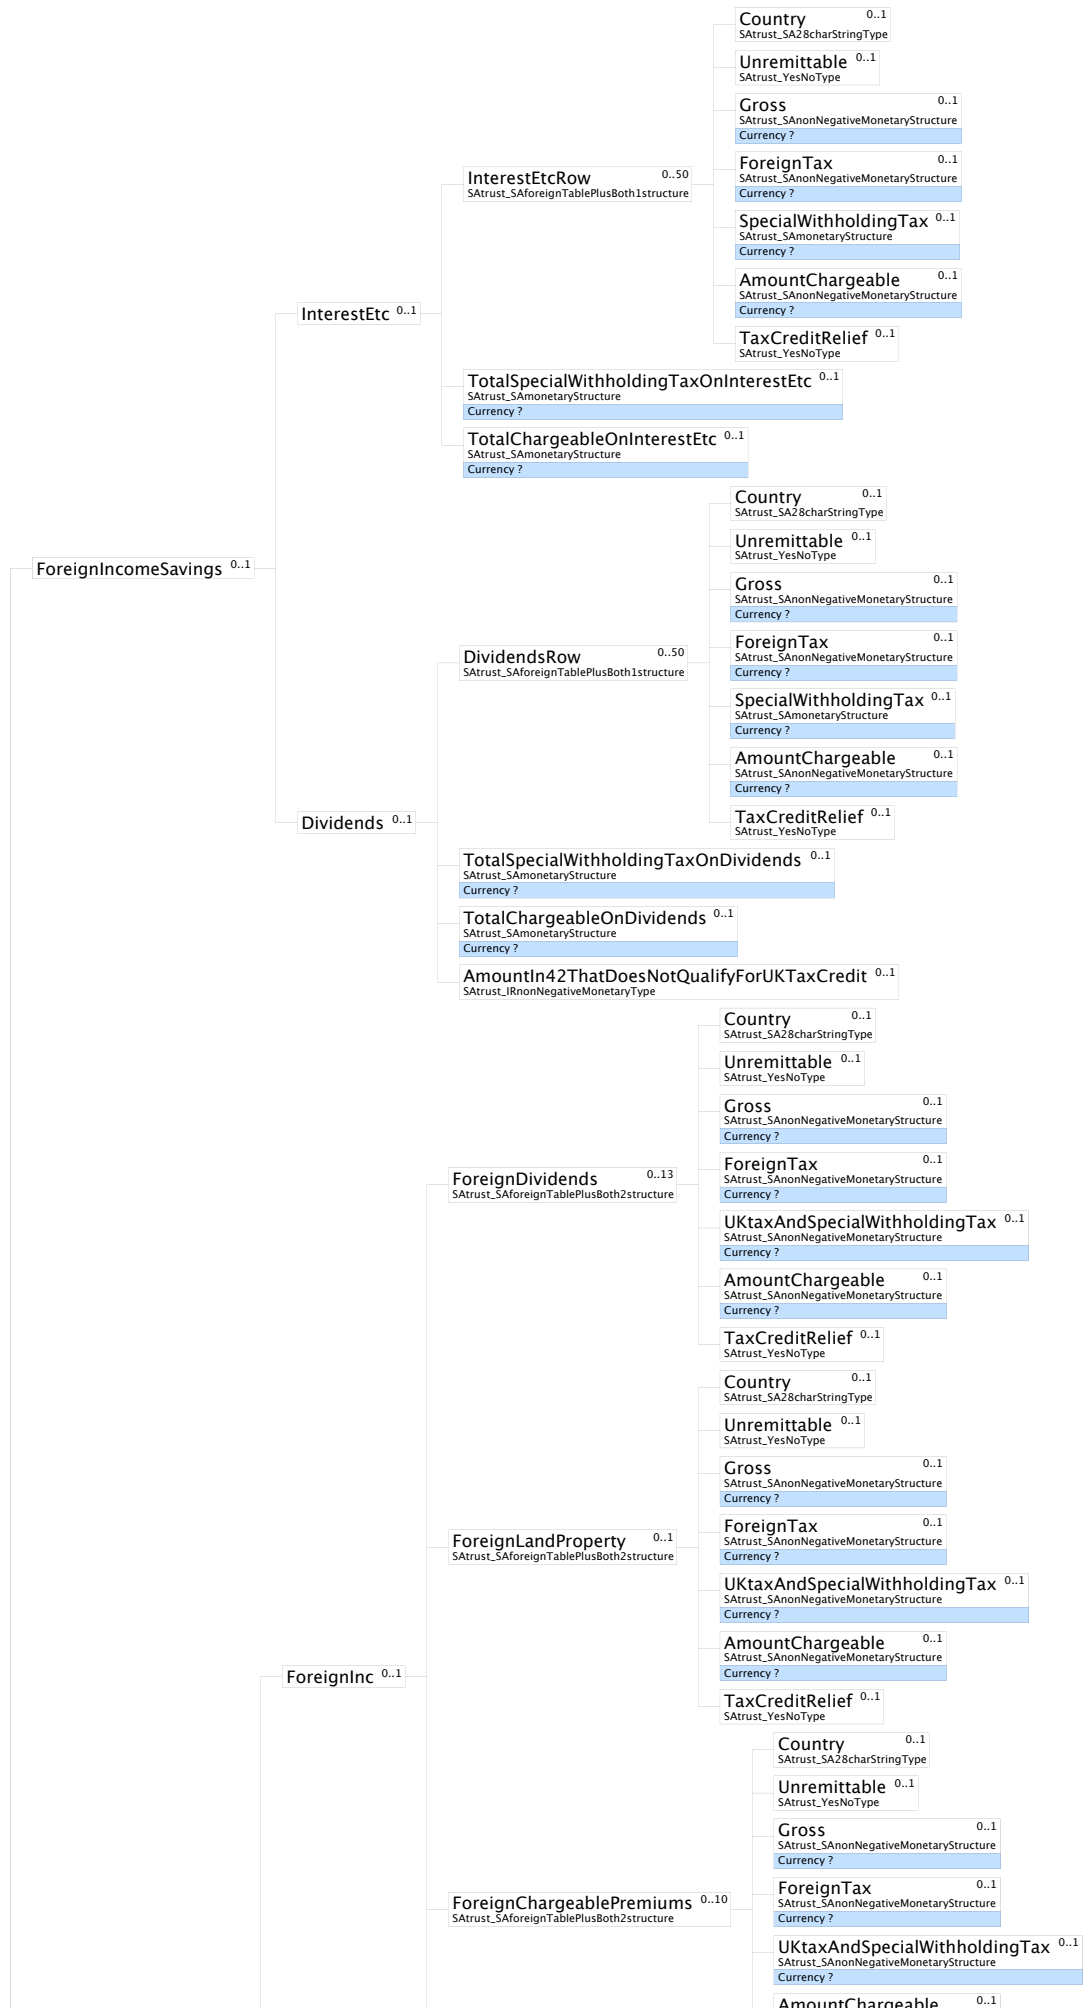 Country 0..1
SAtrust_SA28charStringType
Unremittable 0..1
SAtrust_YesNoType
Gross 0..1
SAtrust_SAnonNegativeMonetaryStructure
Currency ?
InterestEtcRow 0..50
SAtrust_SAforeignTablePlusBoth1structure
ForeignTax 0..1
SAtrust_SAnonNegativeMonetaryStructure
Currency ?
SpecialWithholdingTax 0..1
SAtrust_SAmonetaryStructure
Currency ?
AmountChargeable 0..1
SAtrust_SAnonNegativeMonetaryStructure
Currency ?
InterestEtc 0..1
TaxCreditRelief 0..1
SAtrust_YesNoType
TotalSpecialWithholdingTaxOnInterestEtc 0..1
SAtrust_SAmonetaryStructure
Currency ?
TotalChargeableOnInterestEtc 0..1
SAtrust_SAmonetaryStructure
Currency ?
Country 0..1
SAtrust_SA28charStringType
Unremittable 0..1
SAtrust_YesNoType
ForeignIncomeSavings 0..1
Gross 0..1
SAtrust_SAnonNegativeMonetaryStructure
Currency ?
DividendsRow 0..50
SAtrust_SAforeignTablePlusBoth1structure
ForeignTax 0..1
SAtrust_SAnonNegativeMonetaryStructure
Currency ?
SpecialWithholdingTax 0..1
SAtrust_SAmonetaryStructure
Currency ?
AmountChargeable 0..1
SAtrust_SAnonNegativeMonetaryStructure
Currency ?
Dividends 0..1
TaxCreditRelief 0..1
SAtrust_YesNoType
TotalSpecialWithholdingTaxOnDividends 0..1
SAtrust_SAmonetaryStructure
Currency ?
TotalChargeableOnDividends 0..1
SAtrust_SAmonetaryStructure
Currency ?
AmountIn42ThatDoesNotQualifyForUKTaxCredit 0..1
SAtrust_IRnonNegativeMonetaryType
Country 0..1
SAtrust_SA28charStringType
Unremittable 0..1
SAtrust_YesNoType
Gross 0..1
SAtrust_SAnonNegativeMonetaryStructure
Currency ?
ForeignDividends 0..13
SAtrust_SAforeignTablePlusBoth2structure
ForeignTax 0..1
SAtrust_SAnonNegativeMonetaryStructure
Currency ?
UKtaxAndSpecialWithholdingTax 0..1
SAtrust_SAnonNegativeMonetaryStructure
Currency ?
AmountChargeable 0..1
SAtrust_SAnonNegativeMonetaryStructure
Currency ?
TaxCreditRelief 0..1
SAtrust_YesNoType
Country 0..1
SAtrust_SA28charStringType
Unremittable 0..1
SAtrust_YesNoType
Gross 0..1
SAtrust_SAnonNegativeMonetaryStructure
Currency ?
ForeignLandProperty 0..1
SAtrust_SAforeignTablePlusBoth2structure
ForeignTax 0..1
SAtrust_SAnonNegativeMonetaryStructure
Currency ?
UKtaxAndSpecialWithholdingTax 0..1
SAtrust_SAnonNegativeMonetaryStructure
Currency ?
AmountChargeable 0..1
SAtrust_SAnonNegativeMonetaryStructure
Currency ?
ForeignInc 0..1
TaxCreditRelief 0..1
SAtrust_YesNoType
Country 0..1
SAtrust_SA28charStringType
Unremittable 0..1
SAtrust_YesNoType
Gross 0..1
SAtrust_SAnonNegativeMonetaryStructure
Currency ?
ForeignChargeablePremiums 0..10
SAtrust_SAforeignTablePlusBoth2structure
ForeignTax 0..1
SAtrust_SAnonNegativeMonetaryStructure
Currency ?
UKtaxAndSpecialWithholdingTax 0..1
SAtrust_SAnonNegativeMonetaryStructure
Currency ?
AmountChargeable 0..1